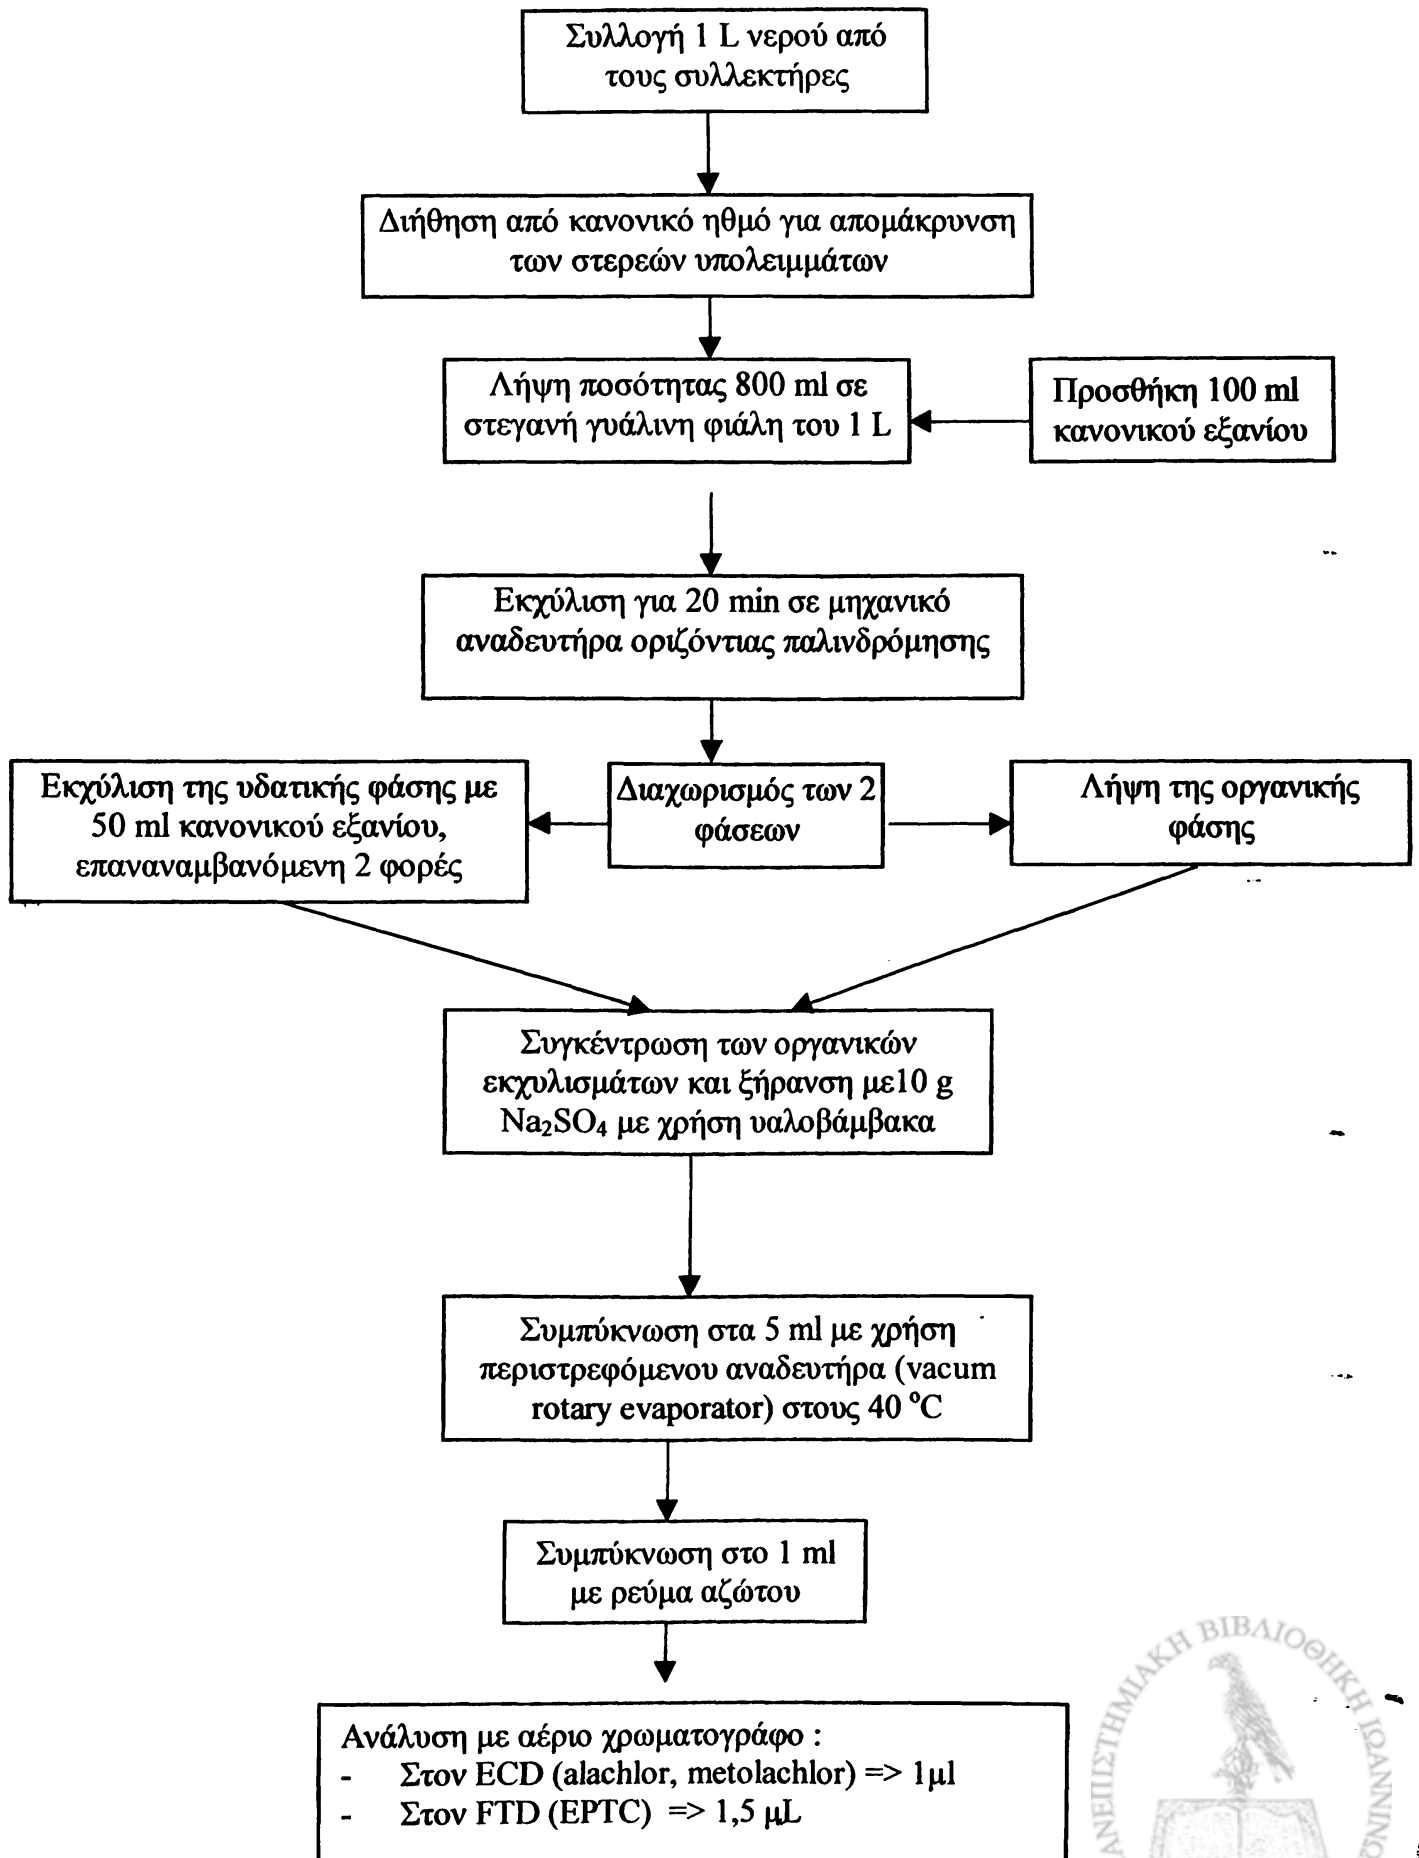 Συλλογή 1 L νερού από
τους συλλεκτήρες
Διήθηση από κανονικό ηθμό για απομάκρυνση
των στερεών υπολειμμάτων
Λήψη ποσότητας 800 ml σε
στεγανή γυάλινη φιάλη του 1 L
Προσθήκη 100 ml
κανονικού εξανίου
Εκχύλιση για 20 min σε μηχανικό
αναδευτήρα οριζόντιας παλινδρόμησης
Εκχύλιση της υδατικής φάσης με
50 ml κανονικού εξανίου,
επαναναμβανόμενη 2 φορές
Διαχωρισμός των 2
φάσεων
Λήψη της οργανικής
φάσης
Συγκέντρωση των οργανικών
εκχυλισμάτων και ξήρανση με10 g
Na₂SO₄ με χρήση υαλοβάμβακα
Συμπύκνωση στα 5 ml με χρήση
περιστρεφόμενου αναδευτήρα (vacum
rotary evaporator) στους 40 °C
Συμπύκνωση στο 1 ml
με ρεύμα αζώτου
Ανάλυση με αέριο χρωματογράφο :
- Στον ECD (alachlor, metolachlor) => 1μl
- Στον FTD (EPTC) => 1,5 μL
ΒΙΒΛΙΟΘΗΚΗ